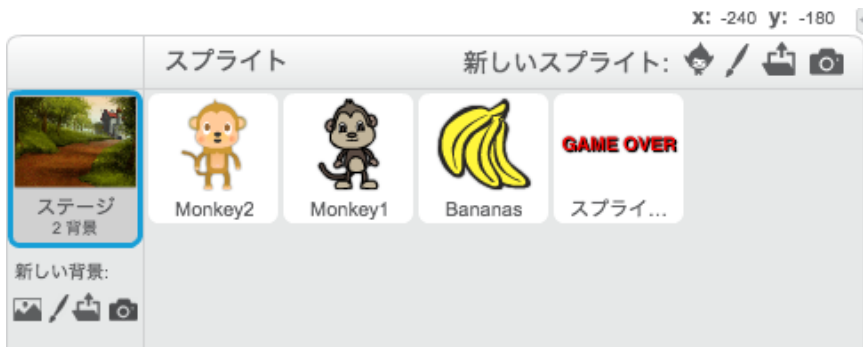 x: -240 y: -180
スプライト 新しいスプライト:
GAME OVER
ステージ
2 背景
Monkey2 Monkey1 Bananas スプライ...
新しい背景: